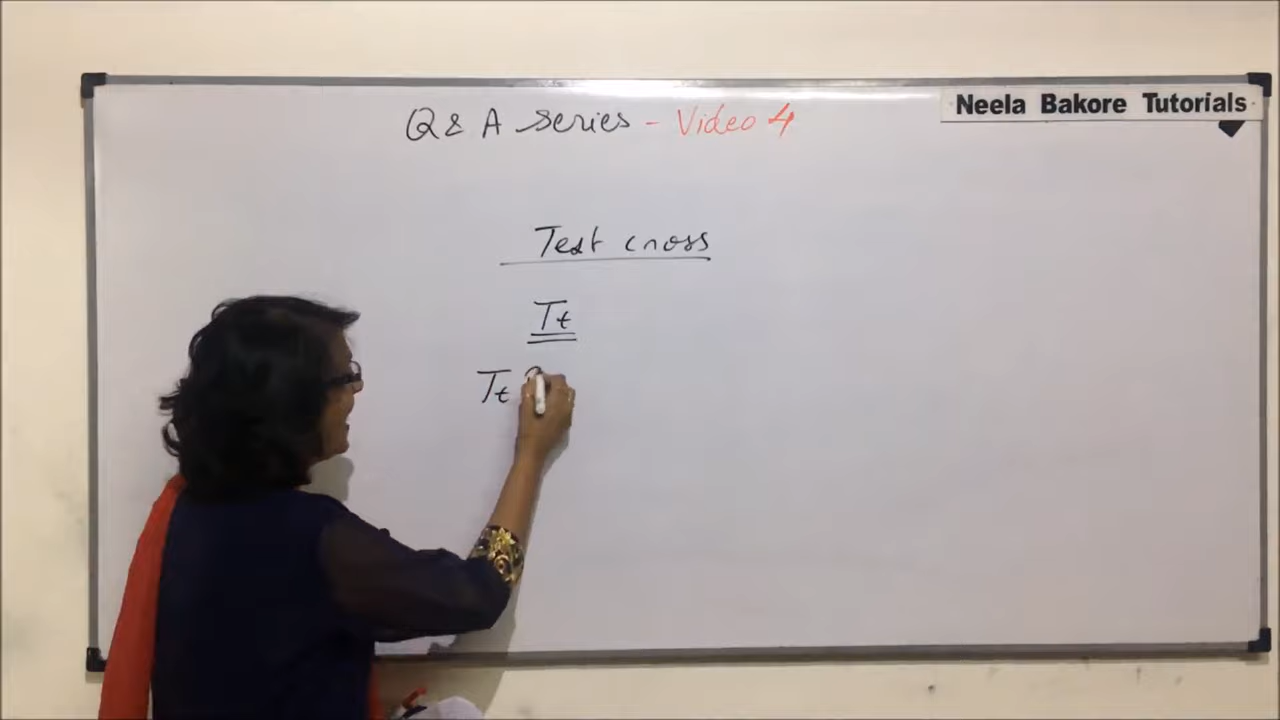 Neela Bakore Tutorials
Q & A Series - Video 4
Test cross
Tt
Tt